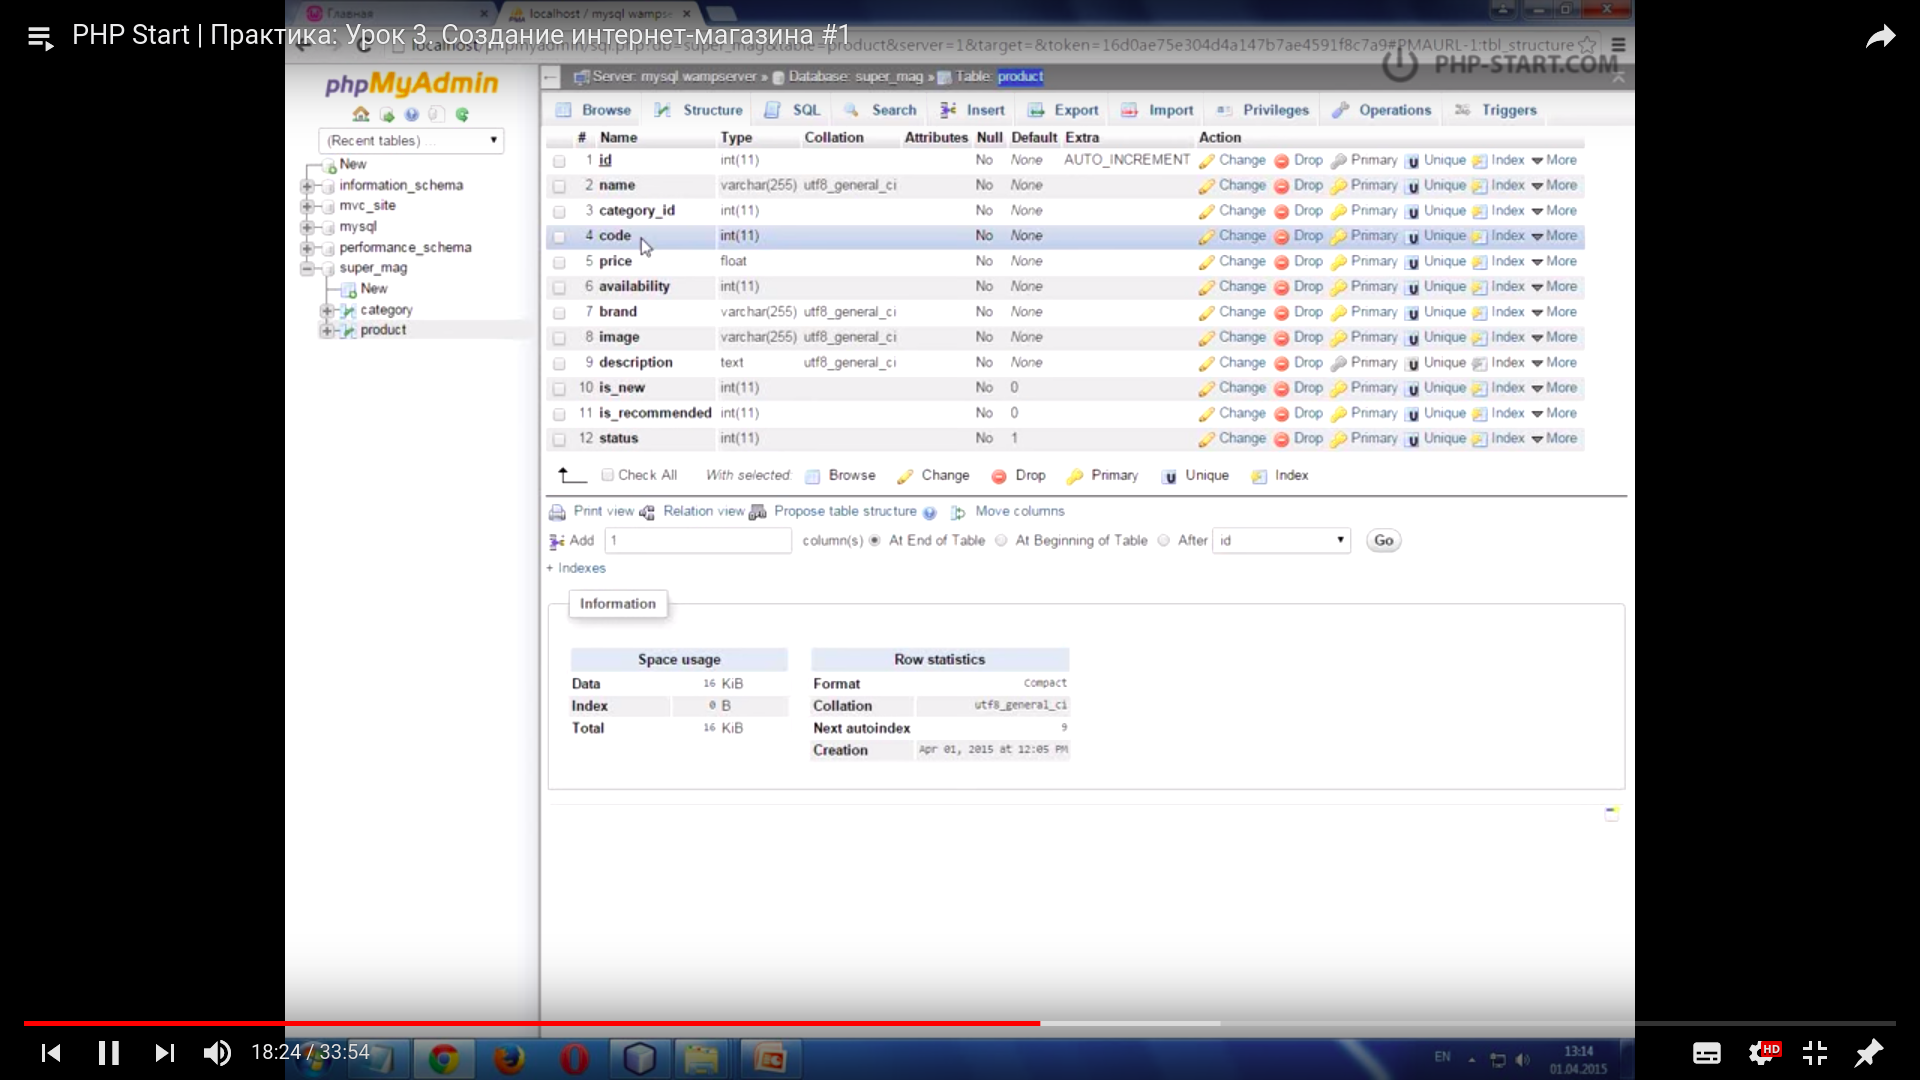 Главная
localhost / mysql wampse
PHP Start | Практика: Урок 3. Создание интернет-магазина #1
localhost/phpmyadmin/sql.php?db=super_mag&table=product&server=1&target=&token=16d0ae75e304d4a147b7ae4591f8c7a9#PMAURL-1:tbl_structure
PHP-START.COM
phpMyAdmin
(Recent tables) ...
New
information_schema
mvc_site
mysql
performance_schema
super_mag
New
category
product
Server: mysql wampserver » Database: super_mag » Table: product
Browse Structure SQL Search Insert Export Import Privileges Operations Triggers
# Name Type Collation Attributes Null Default Extra Action
1 id int(11) No None AUTO_INCREMENT Change Drop Primary Unique Index More
2 name varchar(255) utf8_general_ci No None Change Drop Primary Unique Index More
3 category_id int(11) No None Change Drop Primary Unique Index More
4 code int(11) No None Change Drop Primary Unique Index More
5 price float No None Change Drop Primary Unique Index More
6 availability int(11) No None Change Drop Primary Unique Index More
7 brand varchar(255) utf8_general_ci No None Change Drop Primary Unique Index More
8 image varchar(255) utf8_general_ci No None Change Drop Primary Unique Index More
9 description text utf8_general_ci No None Change Drop Primary Unique Index More
10 is_new int(11) No 0 Change Drop Primary Unique Index More
11 is_recommended int(11) No 0 Change Drop Primary Unique Index More
12 status int(11) No 1 Change Drop Primary Unique Index More
Check All With selected: Browse Change Drop Primary Unique Index
Print view Relation view Propose table structure Move columns
Add 1 column(s) At End of Table At Beginning of Table After id Go
+ Indexes
Information
Space usage
Data 16 KiB
Index 0 B
Total 16 KiB
Row statistics
Format Compact
Collation utf8_general_ci
Next autoindex 9
Creation Apr 01, 2015 at 12:05 PM
18:24 / 33:54
HD
EN
13:14
01.04.2015